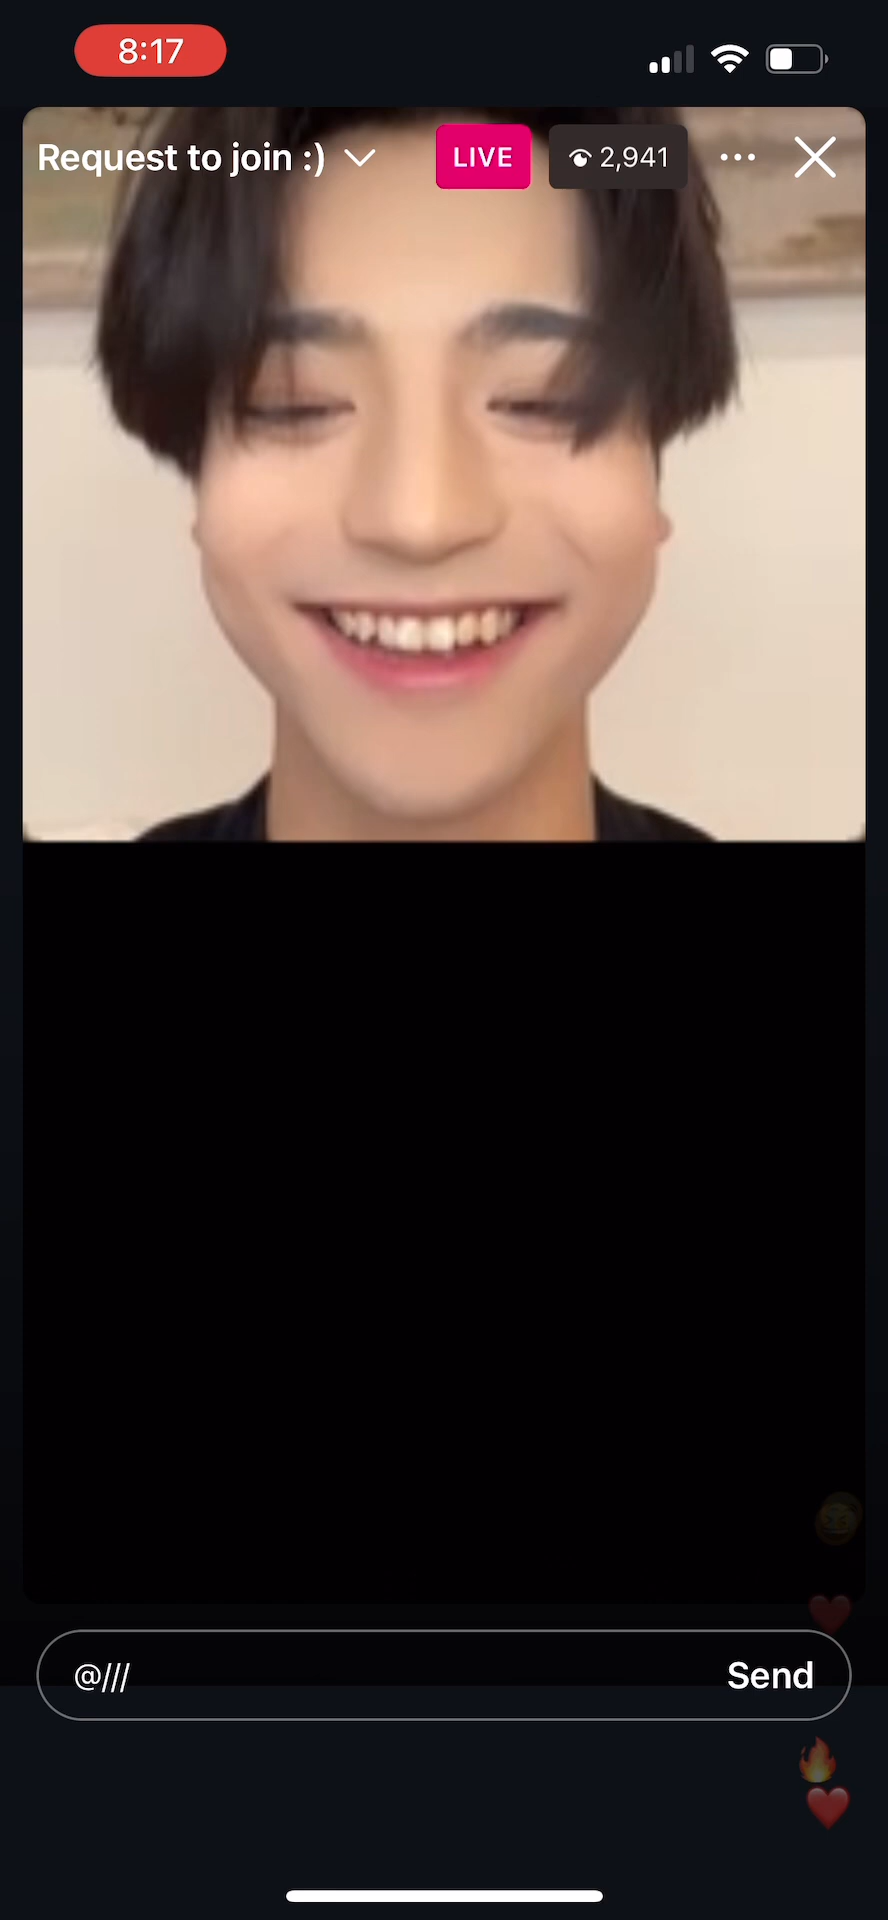 8:17
Request to join :)
LIVE
2,941
@///
Send